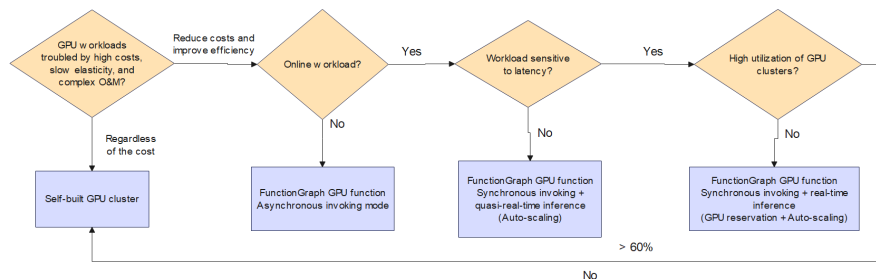 GPU workloads
troubled by high costs,
slow elasticity, and
complex O&M?
Reduce costs and
improve efficiency
Online workload?
Yes
Workload sensitive
to latency?
Yes
High utilization of GPU
clusters?
Regardless
of the cost
No
No
No
Self-built GPU cluster
FunctionGraph GPU function
Asynchronous invoking mode
FunctionGraph GPU function
Synchronous invoking +
quasi-real-time inference
(Auto-scaling)
FunctionGraph GPU function
Synchronous invoking + real-time
inference
(GPU reservation + Auto-scaling)
> 60%
No